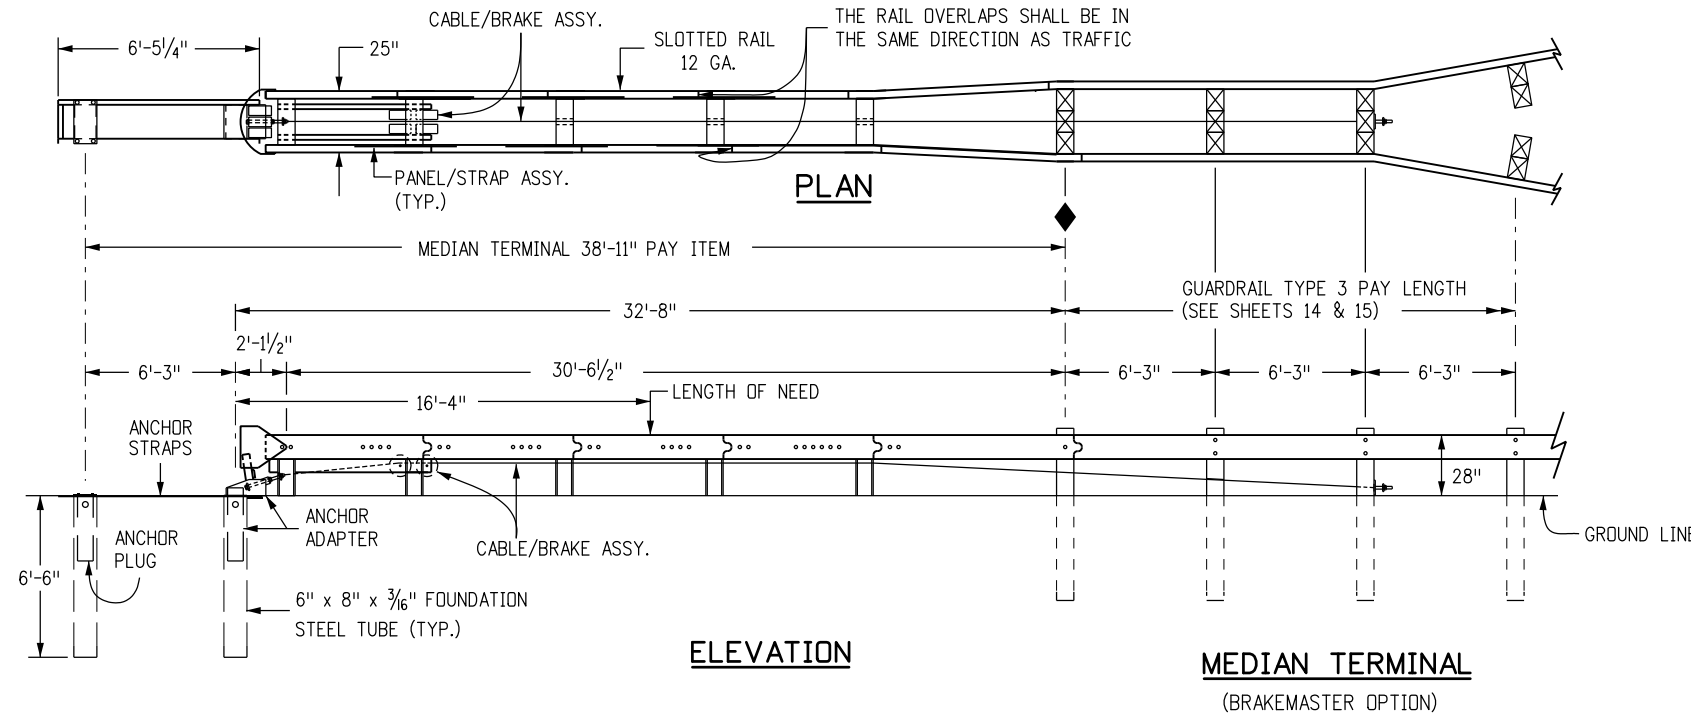 CABLE/BRAKE ASSY.
THE RAIL OVERLAPS SHALL BE IN
THE SAME DIRECTION AS TRAFFIC
6'-5¼"
25"
SLOTTED RAIL
12 GA.
PANEL/STRAP ASSY.
(TYP.)
PLAN
MEDIAN TERMINAL 38'-11" PAY ITEM
GUARDRAIL TYPE 3 PAY LENGTH
(SEE SHEETS 14 & 15)
32'-8"
2'-1½"
6'-3"
30'-6½"
6'-3"
6'-3"
6'-3"
16'-4"
LENGTH OF NEED
ANCHOR
STRAPS
28"
ANCHOR
ADAPTER
ANCHOR
PLUG
CABLE/BRAKE ASSY.
GROUND LINE
6'-6"
6" x 8" x 3⁄16" FOUNDATION
STEEL TUBE (TYP.)
ELEVATION
MEDIAN TERMINAL
(BRAKEMASTER OPTION)